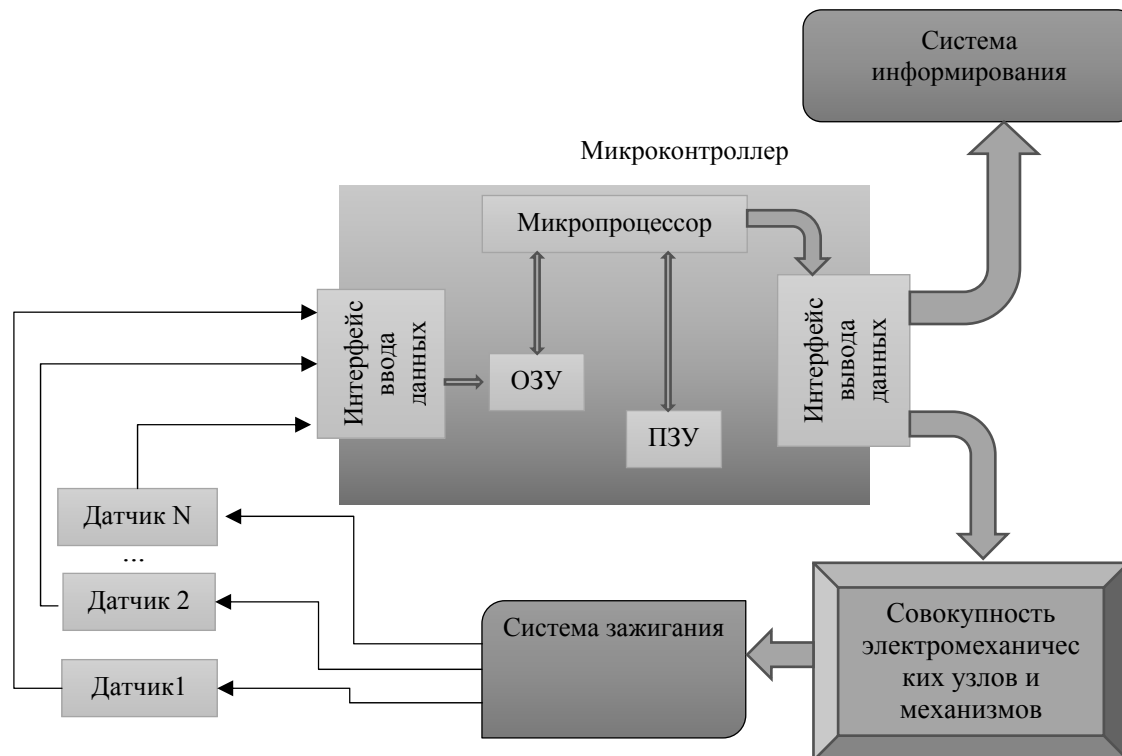 Система
информирования
Микроконтроллер
Микропроцессор
Интерфейс
ввода
данных
ОЗУ
ПЗУ
Интерфейс
вывода
данных
Датчик N
...
Датчик 2
Датчик1
Система зажигания
Совокупность
электромеханичес
ких узлов и
механизмов